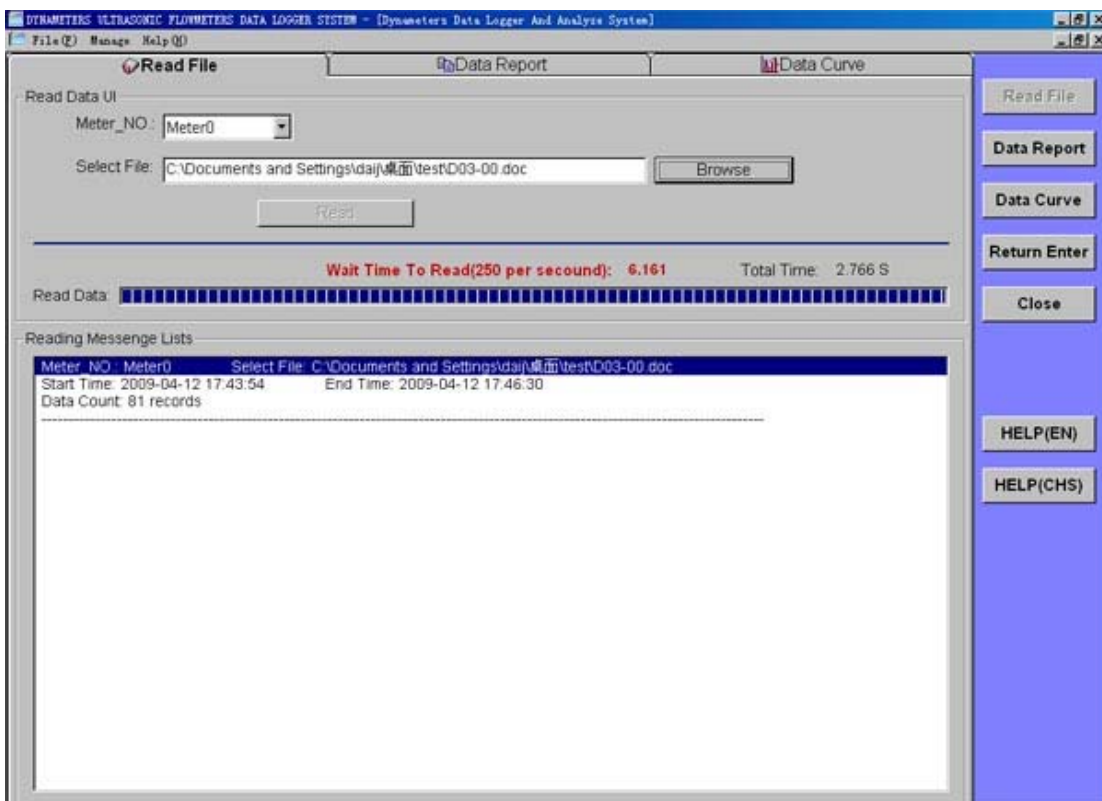 DYNAMETERS ULTRASONIC FLOWMETERS DATA LOGGER SYSTEM - [Dynameters Data Logger And Analyze System]
File(F) Manage Help(H)
Read File Data Report Data Curve
Read Data UI
Meter_NO.: Meter0
Select File: C:\Documents and Settings\daij\桌面\test\D03-00.doc Browse
Read
Wait Time To Read(250 per secound): 6.161 Total Time: 2.766 S
Read Data:
Reading Messenge Lists
Meter_NO.: Meter0 Select File: C:\Documents and Settings\daij\桌面\test\D03-00.doc
Start Time: 2009-04-12 17:43:54 End Time: 2009-04-12 17:46:30
Data Count: 81 records
Read File
Data Report
Data Curve
Return Enter
Close
HELP(EN)
HELP(CHS)